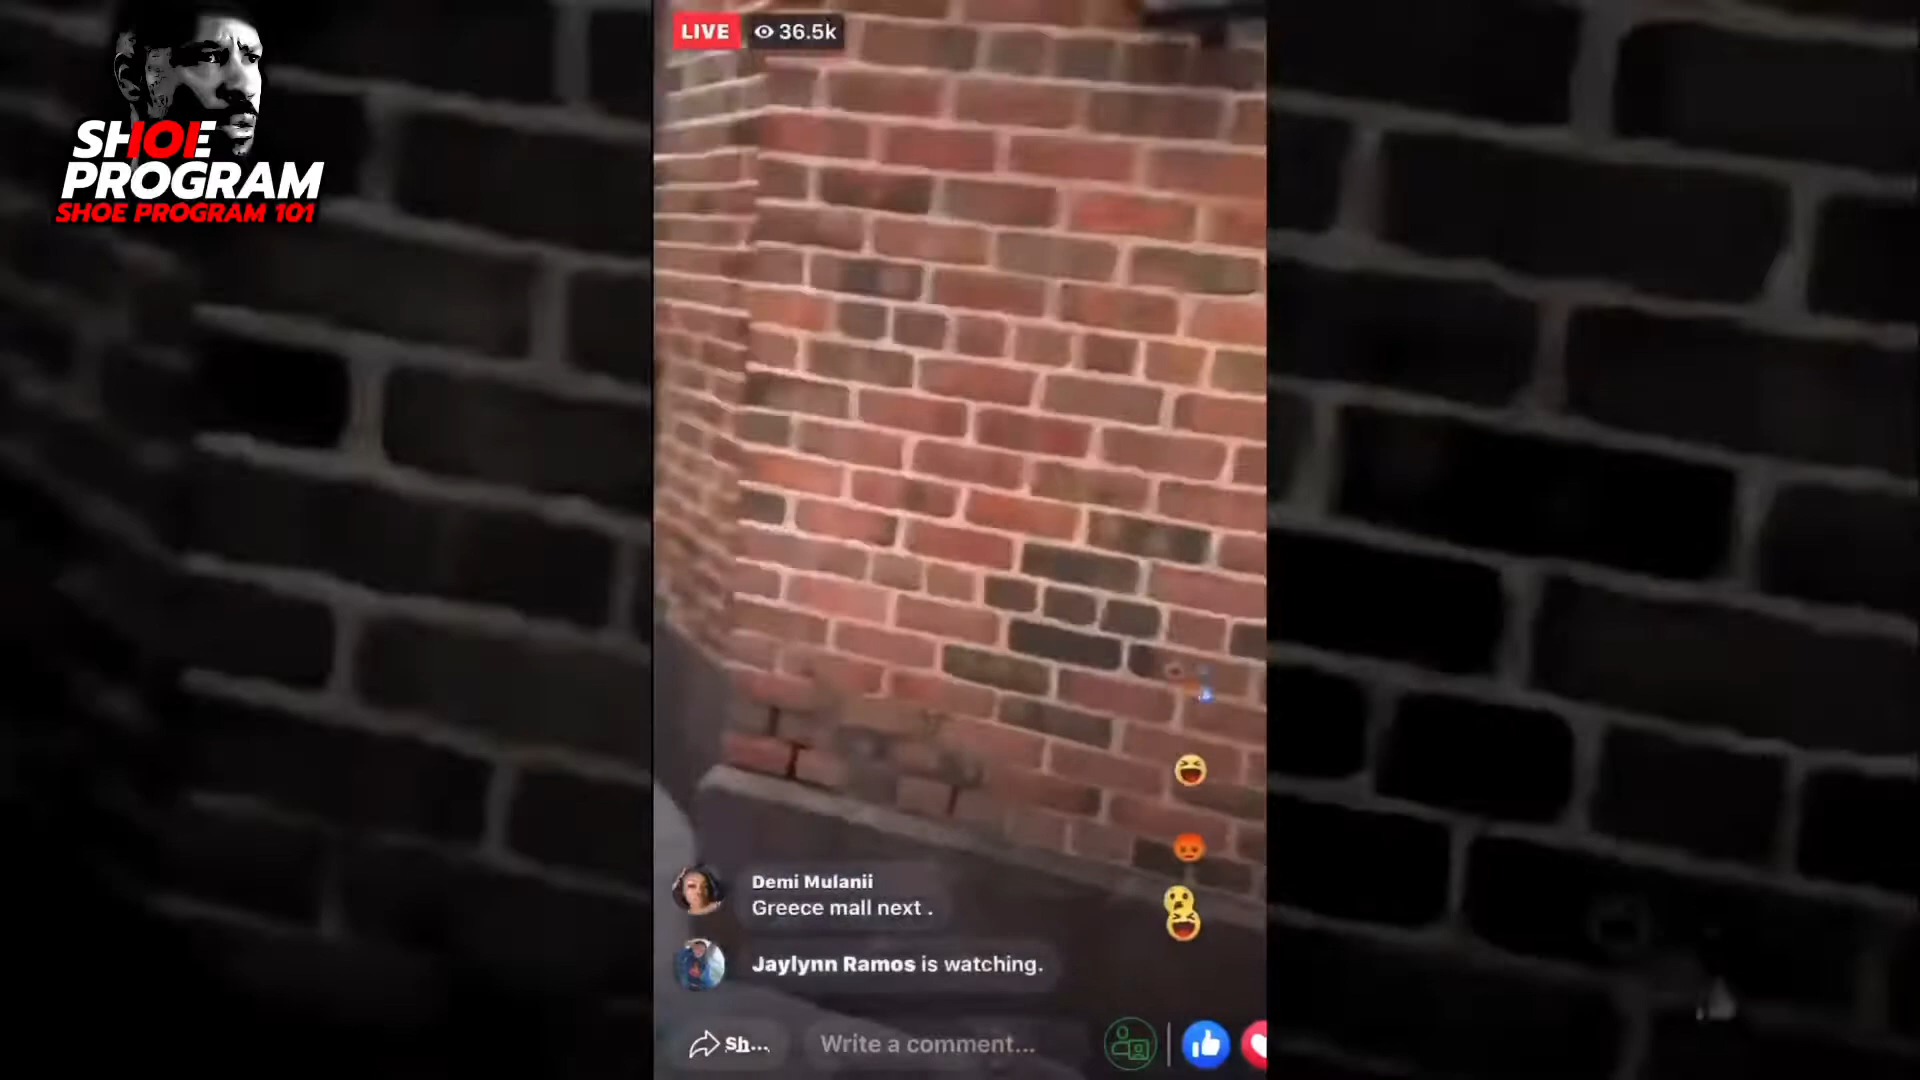 SHOE
PROGRAM
SHOE PROGRAM 101
LIVE 36.5k
Demi Mulanii
Greece mall next .
Jaylynn Ramos is watching.
Sh...
Write a comment...